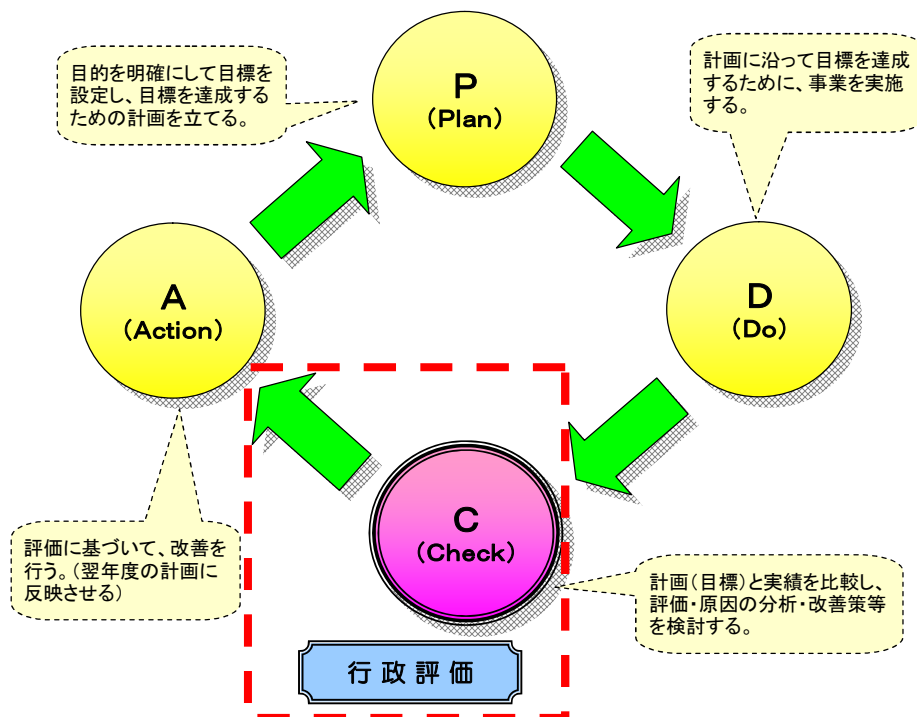 目的を明確にして目標を
設定し、目標を達成する
ための計画を立てる。
P
(Plan)
計画に沿って目標を達成
するために、事業を実施
する。
A
(Action)
D
(Do)
C
(Check)
評価に基づいて、改善を
行う。(翌年度の計画に
反映させる)
計画(目標)と実績を比較し、
評価・原因の分析・改善策等
を検討する。
行政評価